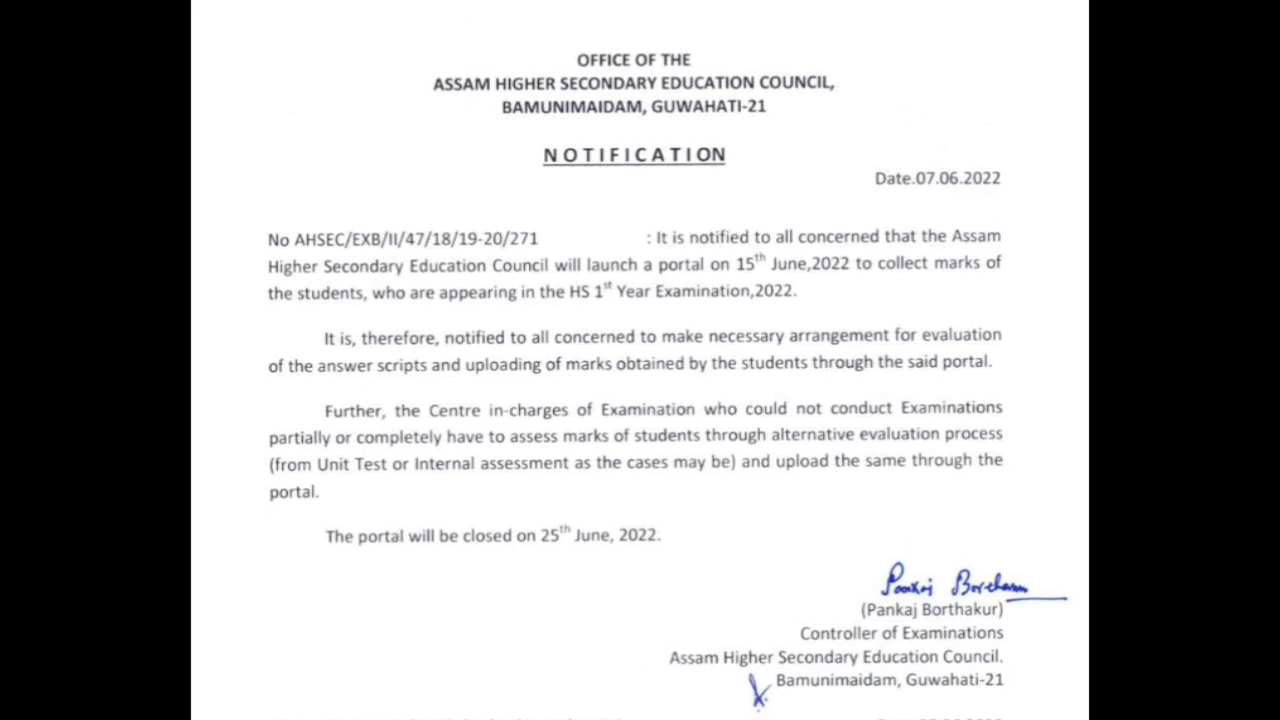 OFFICE OF THE
ASSAM HIGHER SECONDARY EDUCATION COUNCIL,
BAMUNIMAIDAM, GUWAHATI-21
NOTIFICATION
Date.07.06.2022
No AHSEC/EXB/II/47/18/19-20/271 : It is notified to all concerned that the Assam
Higher Secondary Education Council will launch a portal on 15th June,2022 to collect marks of
the students, who are appearing in the HS 1st Year Examination,2022.
It is, therefore, notified to all concerned to make necessary arrangement for evaluation
of the answer scripts and uploading of marks obtained by the students through the said portal.
Further, the Centre in-charges of Examination who could not conduct Examinations
partially or completely have to assess marks of students through alternative evaluation process
(from Unit Test or Internal assessment as the cases may be) and upload the same through the
portal.
The portal will be closed on 25th June, 2022.
Pankaj Borthakur
(Pankaj Borthakur)
Controller of Examinations
Assam Higher Secondary Education Council.
Bamunimaidam, Guwahati-21